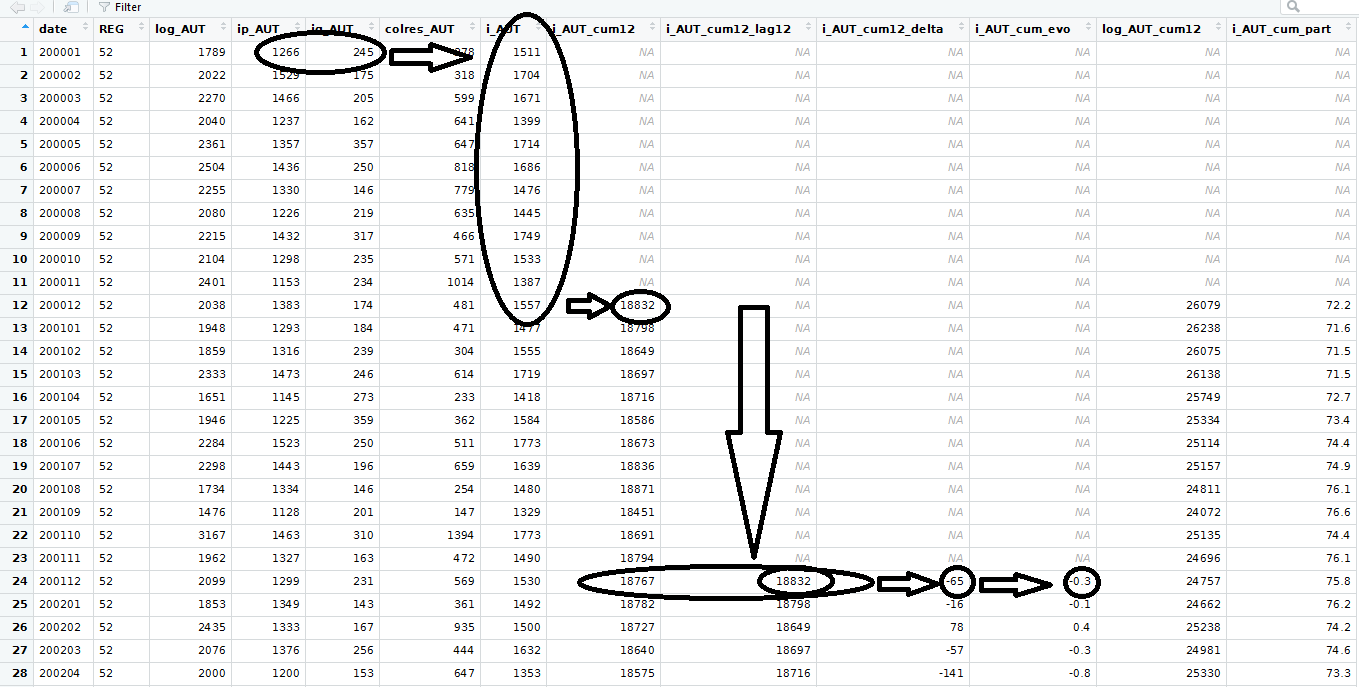 Filter
date REG log_AUT ip_AUT ig_AUT colres_AUT i_AUT i_AUT_cum12 i_AUT_cum12_lag12 i_AUT_cum12_delta i_AUT_cum_evo log_AUT_cum12 i_AUT_cum_part
1 200001 52 1789 1266 245 278 1511 NA NA NA NA NA NA
2 200002 52 2022 1529 175 318 1704 NA NA NA NA NA NA
3 200003 52 2270 1466 205 599 1671 NA NA NA NA NA NA
4 200004 52 2040 1237 162 641 1399 NA NA NA NA NA NA
5 200005 52 2361 1357 357 647 1714 NA NA NA NA NA NA
6 200006 52 2504 1436 250 818 1686 NA NA NA NA NA NA
7 200007 52 2255 1330 146 779 1476 NA NA NA NA NA NA
8 200008 52 2080 1226 219 635 1445 NA NA NA NA NA NA
9 200009 52 2215 1432 317 466 1749 NA NA NA NA NA NA
10 200010 52 2104 1298 235 571 1533 NA NA NA NA NA NA
11 200011 52 2401 1153 234 1014 1387 NA NA NA NA NA NA
12 200012 52 2038 1383 174 481 1557 18832 NA NA NA 26079 72.2
13 200101 52 1948 1293 184 471 1477 18798 NA NA NA 26238 71.6
14 200102 52 1859 1316 239 304 1555 18649 NA NA NA 26075 71.5
15 200103 52 2333 1473 246 614 1719 18697 NA NA NA 26138 71.5
16 200104 52 1651 1145 273 233 1418 18716 NA NA NA 25749 72.7
17 200105 52 1946 1225 359 362 1584 18586 NA NA NA 25334 73.4
18 200106 52 2284 1523 250 511 1773 18673 NA NA NA 25114 74.4
19 200107 52 2298 1443 196 659 1639 18836 NA NA NA 25157 74.9
20 200108 52 1734 1334 146 254 1480 18871 NA NA NA 24811 76.1
21 200109 52 1476 1128 201 147 1329 18451 NA NA NA 24072 76.6
22 200110 52 3167 1463 310 1394 1773 18691 NA NA NA 25135 74.4
23 200111 52 1962 1327 163 472 1490 18794 NA NA NA 24696 76.1
24 200112 52 2099 1299 231 569 1530 18767 18832 -65 -0.3 24757 75.8
25 200201 52 1853 1349 143 361 1492 18782 18798 -16 -0.1 24662 76.2
26 200202 52 2435 1333 167 935 1500 18727 18649 78 0.4 25238 74.2
27 200203 52 2076 1376 256 444 1632 18640 18697 -57 -0.3 24981 74.6
28 200204 52 2000 1200 153 647 1353 18575 18716 -141 -0.8 25330 73.3